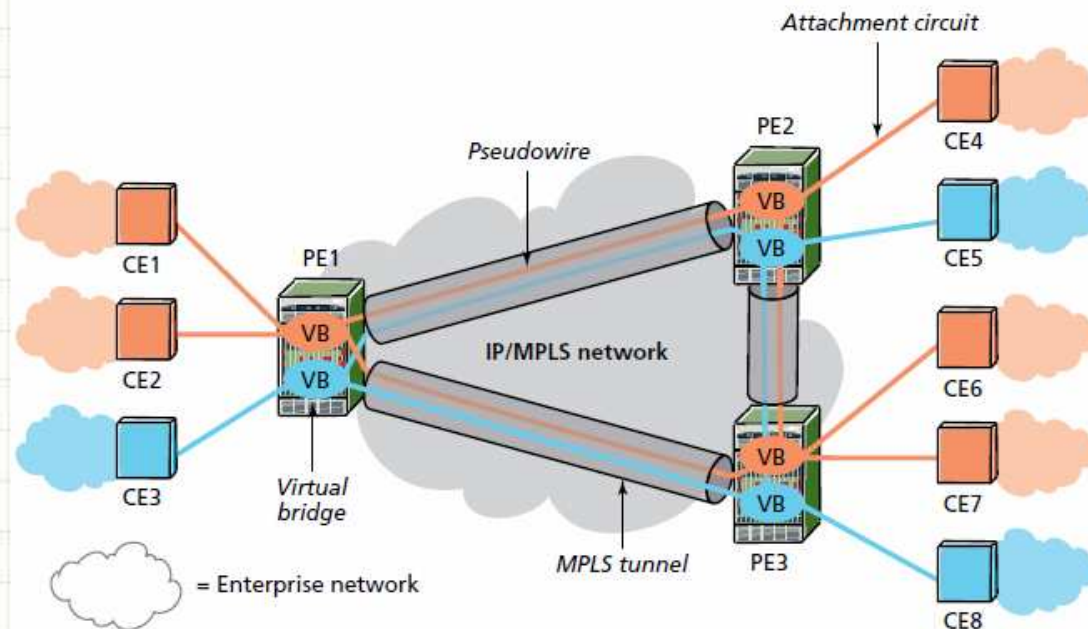 Attachment circuit
PE2
CE4
Pseudowire
VB
VB
CE1
PE1
CE5
VB
IP/MPLS network
VB
CE2
CE6
VB
VB
CE3
Virtual
bridge
CE7
MPLS tunnel
PE3
= Enterprise network
CE8